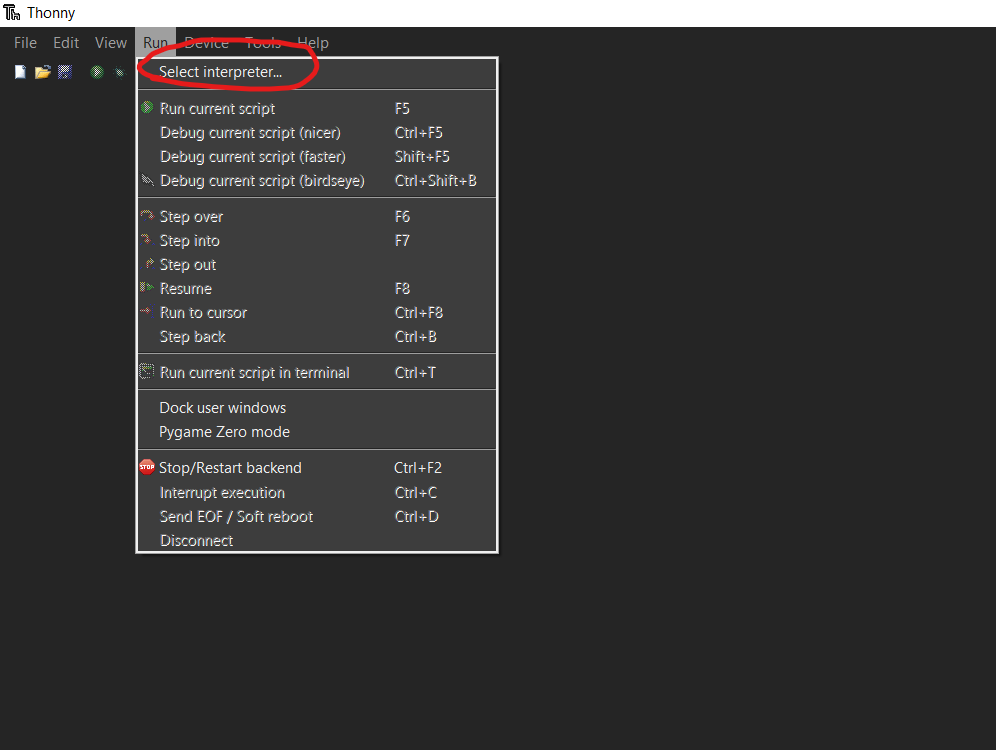 Thonny
File Edit View Run Device Tools Help
Select interpreter...
Run current script F5
Debug current script (nicer) Ctrl+F5
Debug current script (faster) Shift+F5
Debug current script (birdseye) Ctrl+Shift+B
Step over F6
Step into F7
Step out
Resume F8
Run to cursor Ctrl+F8
Step back Ctrl+B
Run current script in terminal Ctrl+T
Dock user windows
Pygame Zero mode
STOP Stop/Restart backend Ctrl+F2
Interrupt execution Ctrl+C
Send EOF / Soft reboot Ctrl+D
Disconnect